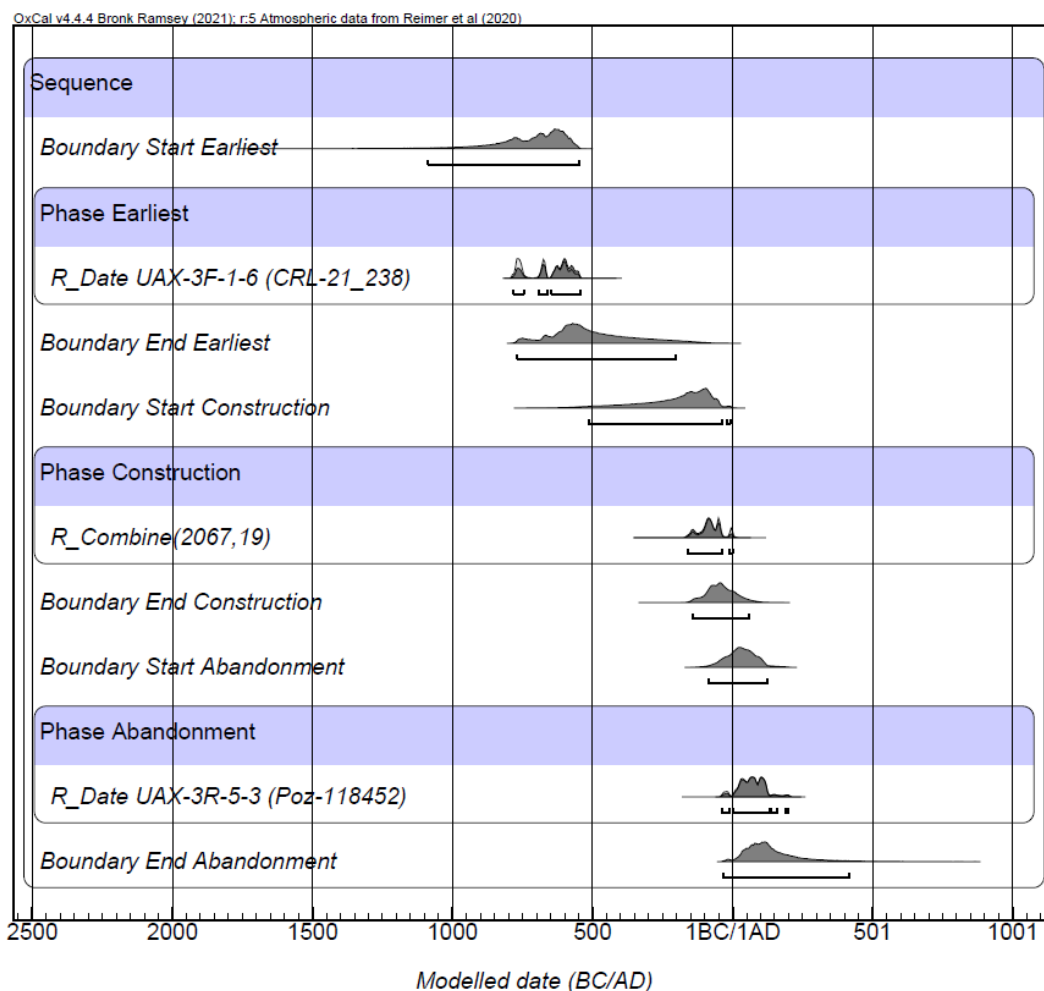 OxCal v4.4.4 Bronk Ramsey (2021); r:5 Atmospheric data from Reimer et al (2020)
Sequence
Boundary Start Earliest
Phase Earliest
R_Date UAX-3F-1-6 (CRL-21_238)
Boundary End Earliest
Boundary Start Construction
Phase Construction
R_Combine(2067,19)
Boundary End Construction
Boundary Start Abandonment
Phase Abandonment
R_Date UAX-3R-5-3 (Poz-118452)
Boundary End Abandonment
2500 2000 1500 1000 500 1BC/1AD 501 1001
Modelled date (BC/AD)